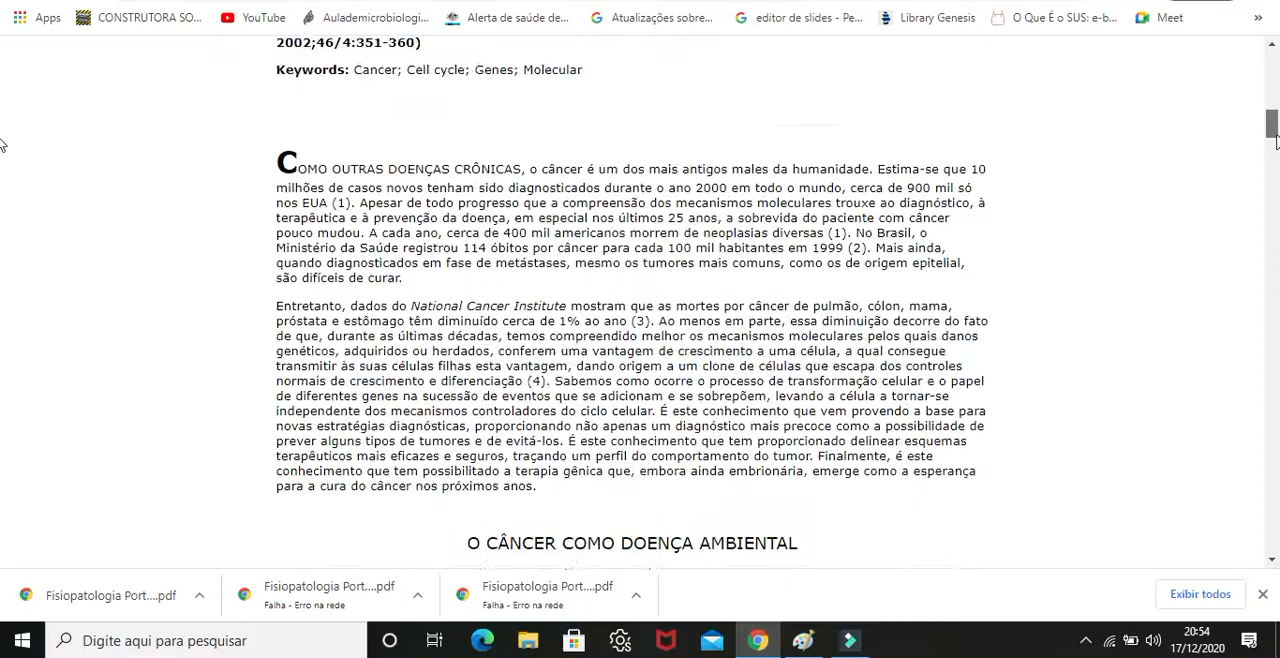 Apps CONSTRUTORA SO... YouTube Aulademicrobiologi... Alerta de saúde de... Atualizações sobre... editor de slides - Pe... Library Genesis O Que É o SUS: e-b... Meet »
2002;46/4:351-360)
Keywords: Cancer; Cell cycle; Genes; Molecular
COMO OUTRAS DOENÇAS CRÔNICAS, o câncer é um dos mais antigos males da humanidade. Estima-se que 10
milhões de casos novos tenham sido diagnosticados durante o ano 2000 em todo o mundo, cerca de 900 mil só
nos EUA (1). Apesar de todo progresso que a compreensão dos mecanismos moleculares trouxe ao diagnóstico, à
terapêutica e à prevenção da doença, em especial nos últimos 25 anos, a sobrevida do paciente com câncer
pouco mudou. A cada ano, cerca de 400 mil americanos morrem de neoplasias diversas (1). No Brasil, o
Ministério da Saúde registrou 114 óbitos por câncer para cada 100 mil habitantes em 1999 (2). Mais ainda,
quando diagnosticados em fase de metástases, mesmo os tumores mais comuns, como os de origem epitelial,
são difíceis de curar.
Entretanto, dados do National Cancer Institute mostram que as mortes por câncer de pulmão, cólon, mama,
próstata e estômago têm diminuído cerca de 1% ao ano (3). Ao menos em parte, essa diminuição decorre do fato
de que, durante as últimas décadas, temos compreendido melhor os mecanismos moleculares pelos quais danos
genéticos, adquiridos ou herdados, conferem uma vantagem de crescimento a uma célula, a qual consegue
transmitir às suas células filhas esta vantagem, dando origem a um clone de células que escapa dos controles
normais de crescimento e diferenciação (4). Sabemos como ocorre o processo de transformação celular e o papel
de diferentes genes na sucessão de eventos que se adicionam e se sobrepõem, levando a célula a tornar-se
independente dos mecanismos controladores do ciclo celular. É este conhecimento que vem provendo a base para
novas estratégias diagnósticas, proporcionando não apenas um diagnóstico mais precoce como a possibilidade de
prever alguns tipos de tumores e de evitá-los. É este conhecimento que tem proporcionado delinear esquemas
terapêuticos mais eficazes e seguros, traçando um perfil do comportamento do tumor. Finalmente, é este
conhecimento que tem possibilitado a terapia gênica que, embora ainda embrionária, emerge como a esperança
para a cura do câncer nos próximos anos.
O CÂNCER COMO DOENÇA AMBIENTAL
Fisiopatologia Port....pdf Fisiopatologia Port....pdf Fisiopatologia Port....pdf Exibir todos
Falha - Erro na rede Falha - Erro na rede
Digite aqui para pesquisar
20:54
17/12/2020